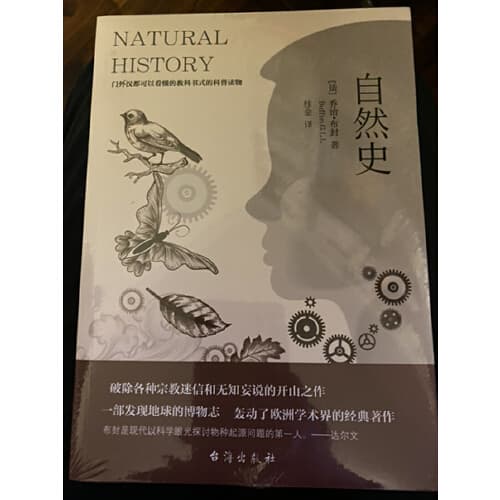 NATURAL
HISTORY
门外汉都可以看懂的教科书式的科普读物
自然史
[法] 乔治·布封 著
Buffon.G.L.L.
桂金 译
破除各种宗教迷信和无知妄说的开山之作
一部发现地球的博物志 轰动了欧洲学术界的经典著作
布封是现代以科学眼光探讨物种起源问题的第一人。——达尔文
台海出版社